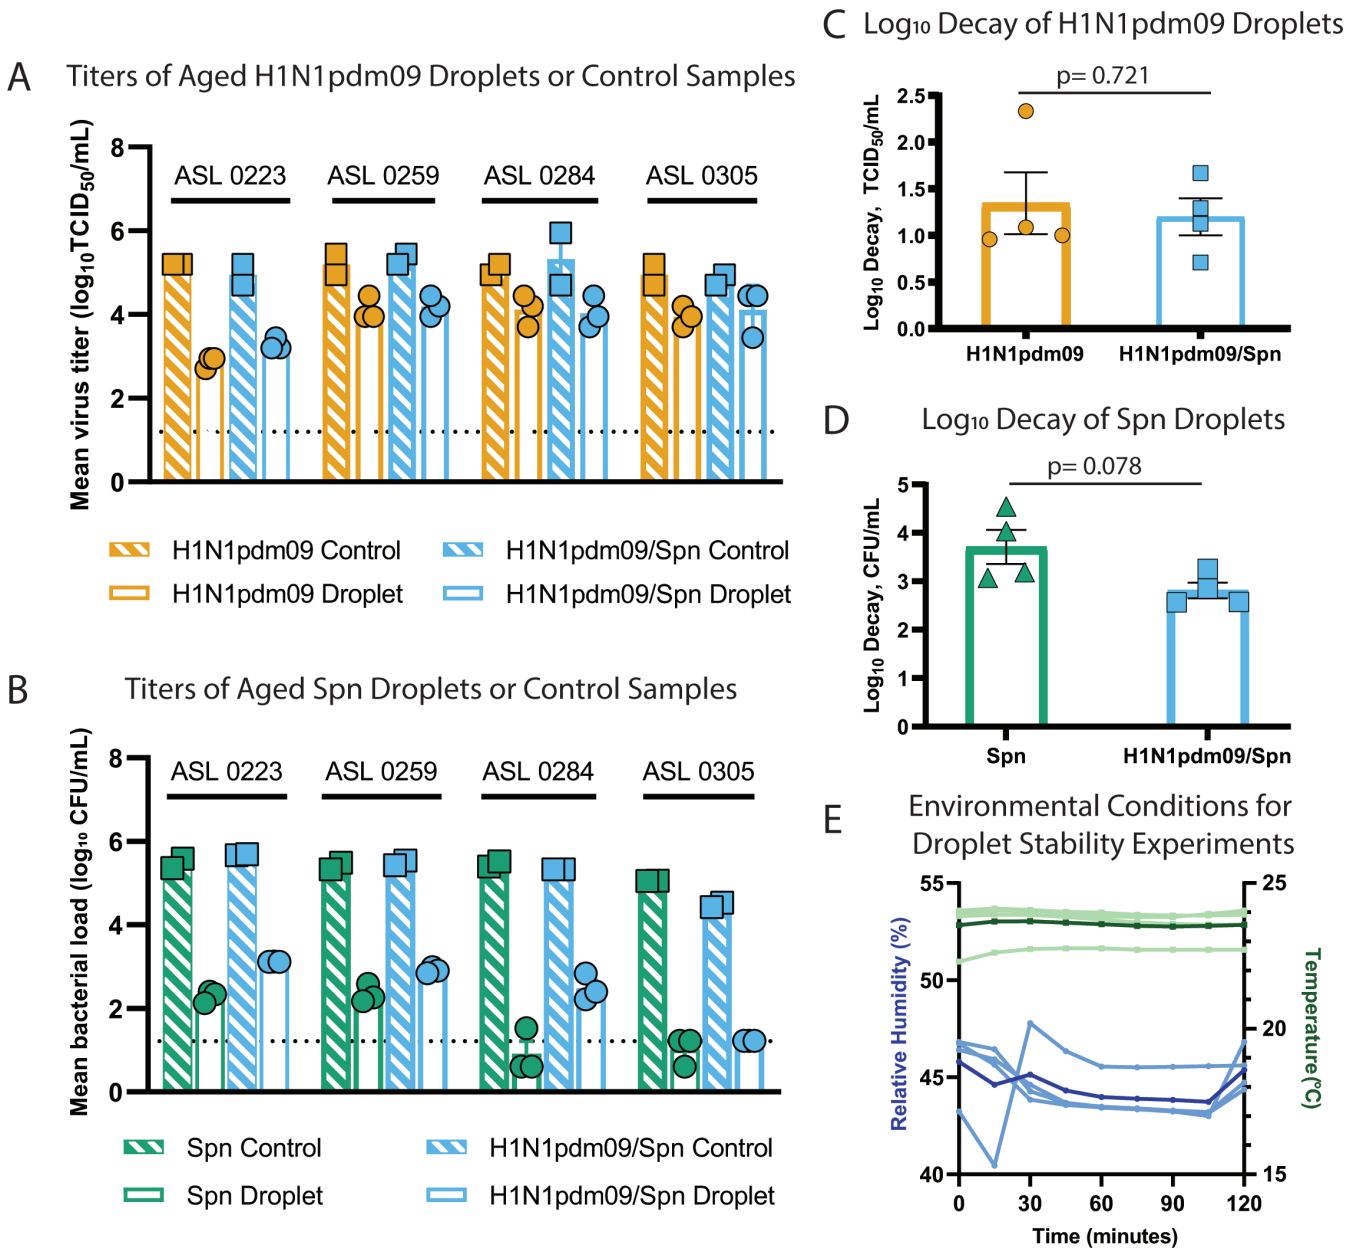 A
Titers of Aged H1N1pdm09 Droplets or Control Samples
Mean virus titer (log₁₀ TCID₅₀/mL)
8
6
4
2
0
ASL 0223
ASL 0259
ASL 0284
ASL 0305
H1N1pdm09 Control
H1N1pdm09/Spn Control
H1N1pdm09 Droplet
H1N1pdm09/Spn Droplet
B
Titers of Aged Spn Droplets or Control Samples
Mean bacterial load (log₁₀ CFU/mL)
8
6
4
2
0
ASL 0223
ASL 0259
ASL 0284
ASL 0305
Spn Control
H1N1pdm09/Spn Control
Spn Droplet
H1N1pdm09/Spn Droplet
C
Log₁₀ Decay of H1N1pdm09 Droplets
p= 0.721
Log₁₀ Decay, TCID₅₀/mL
2.5
2.0
1.5
1.0
0.5
0.0
H1N1pdm09
H1N1pdm09/Spn
D
Log₁₀ Decay of Spn Droplets
p= 0.078
Log₁₀ Decay, CFU/mL
5
4
3
2
1
0
Spn
H1N1pdm09/Spn
E
Environmental Conditions for
Droplet Stability Experiments
Relative Humidity (%)
55
50
45
40
25
20
15
Temperature(°C)
0
30
60
90
120
Time (minutes)